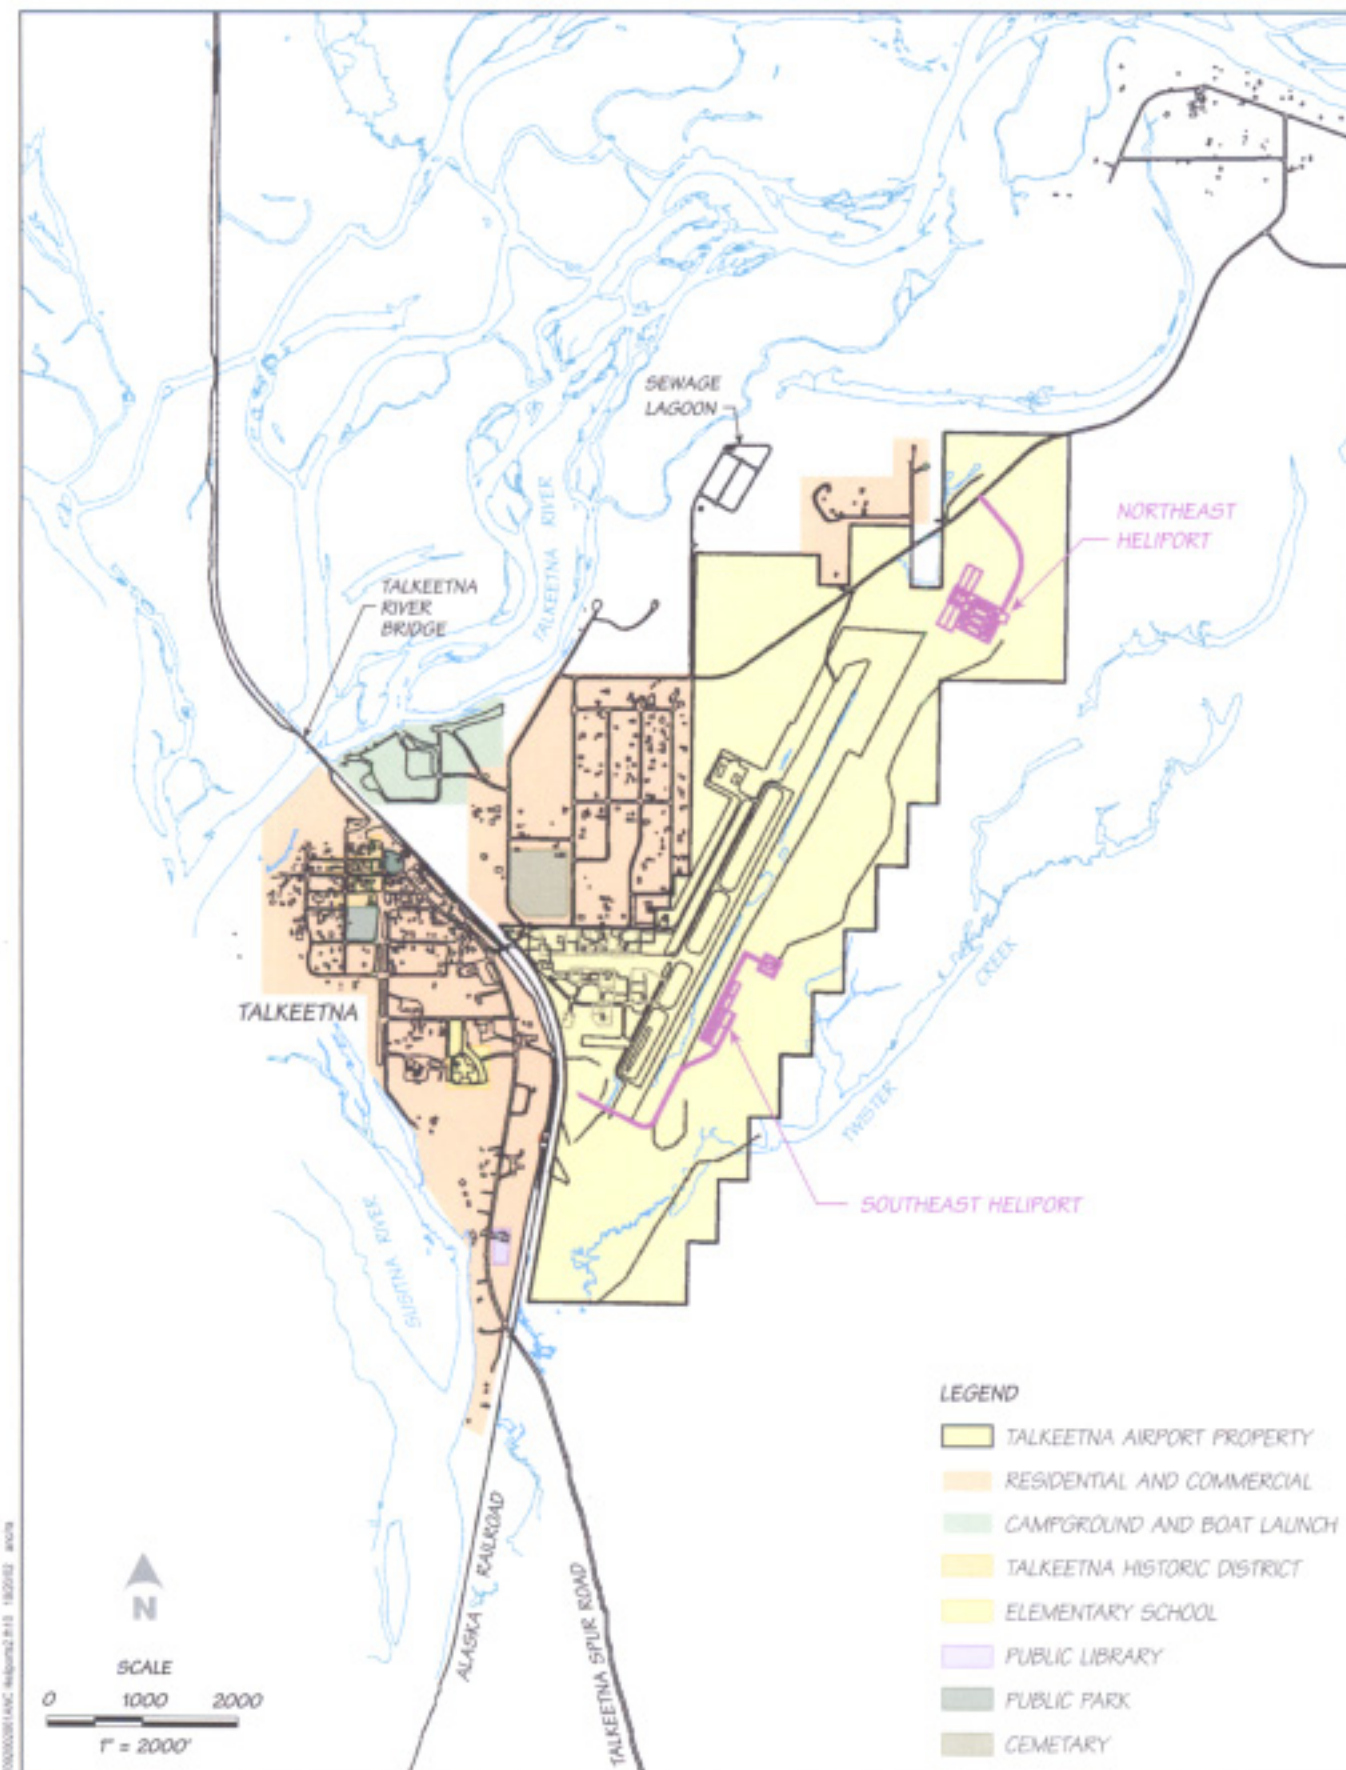 SEWAGE
LAGOON
NORTHEAST
HELIPORT
TALKEETNA RIVER
TALKEETNA
RIVER
BRIDGE
TALKEETNA
CREEK
TWISTER
SOUTHEAST HELIPORT
SUSITNA RIVER
ALASKA RAILROAD
TALKEETNA SPUR ROAD
LEGEND
TALKEETNA AIRPORT PROPERTY
RESIDENTIAL AND COMMERCIAL
CAMPGROUND AND BOAT LAUNCH
TALKEETNA HISTORIC DISTRICT
ELEMENTARY SCHOOL
PUBLIC LIBRARY
PUBLIC PARK
CEMETARY
N
SCALE
0 1000 2000
1" = 2000'